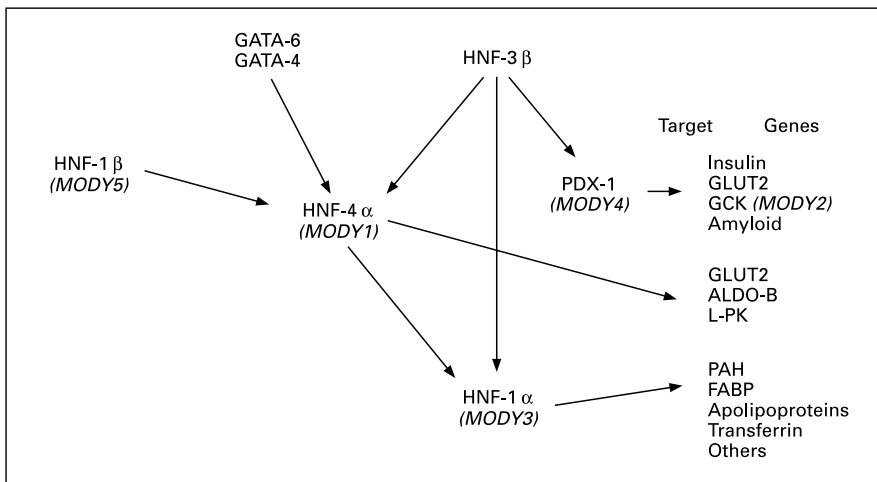 GATA-6
GATA-4
HNF-3 β
Target Genes
HNF-1 β
(MODY5)
HNF-4 α
(MODY1)
PDX-1
(MODY4)
Insulin
GLUT2
GCK (MODY2)
Amyloid
GLUT2
ALDO-B
L-PK
HNF-1 α
(MODY3)
PAH
FABP
Apolipoproteins
Transferrin
Others